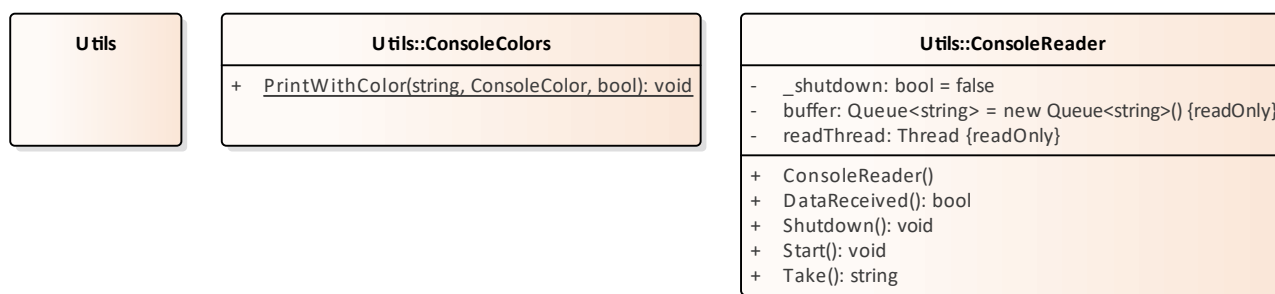 Utils
Utils::ConsoleColors
+ PrintWithColor(string, ConsoleColor, bool): void
Utils::ConsoleReader
- _shutdown: bool = false
- buffer: Queue<string> = new Queue<string>() {readOnly}
- readThread: Thread {readOnly}
+ ConsoleReader()
+ DataReceived(): bool
+ Shutdown(): void
+ Start(): void
+ Take(): string